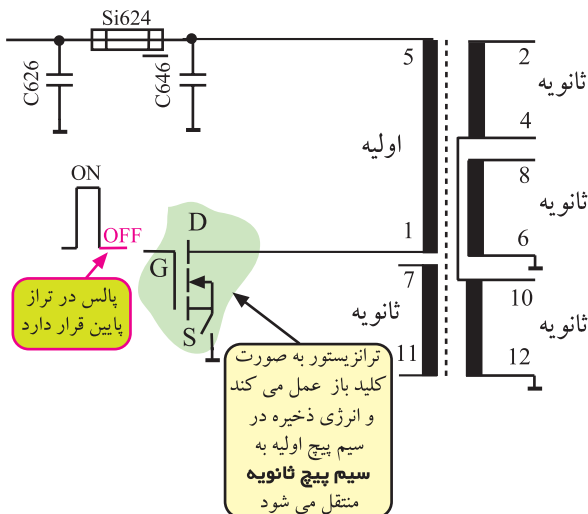 Si624
C626
C646
5
اولیه
1
2
ثانویه
4
8
ثانویه
6
10
ثانویه
12
7
ثانویه
11
ON
OFF
D
G
S
پالس در تراز
پایین قرار دارد
ترانزیستور به صورت
کلید باز عمل می کند
و انرژی ذخیره در
سیم پیچ اولیه به
سیم پیچ ثانویه
منتقل می شود